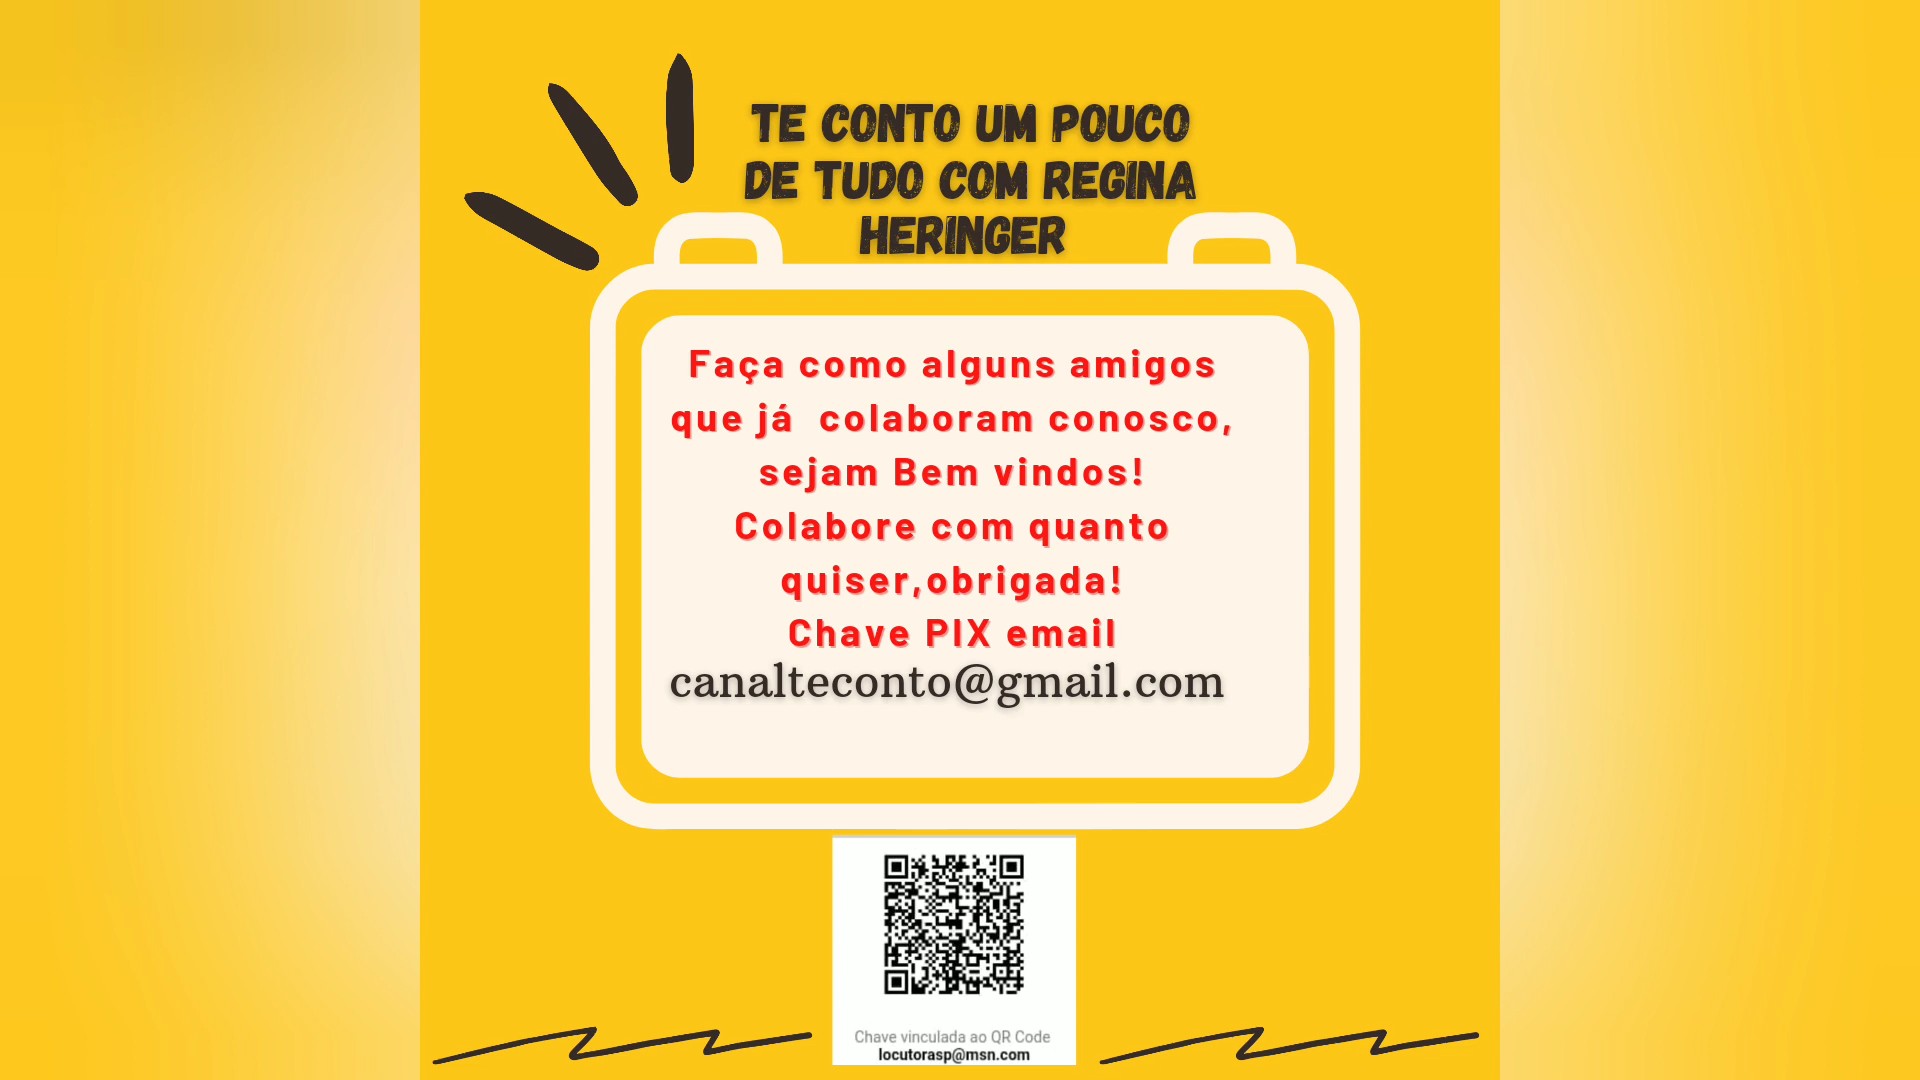 TE CONTO UM POUCO
DE TUDO COM REGINA
HERINGER
Faça como alguns amigos
que já  colaboram conosco,
sejam Bem vindos!
Colabore com quanto
quiser,obrigada!
Chave PIX email
canalteconto@gmail.com
Chave vinculada ao QR Code
locutorasp@msn.com